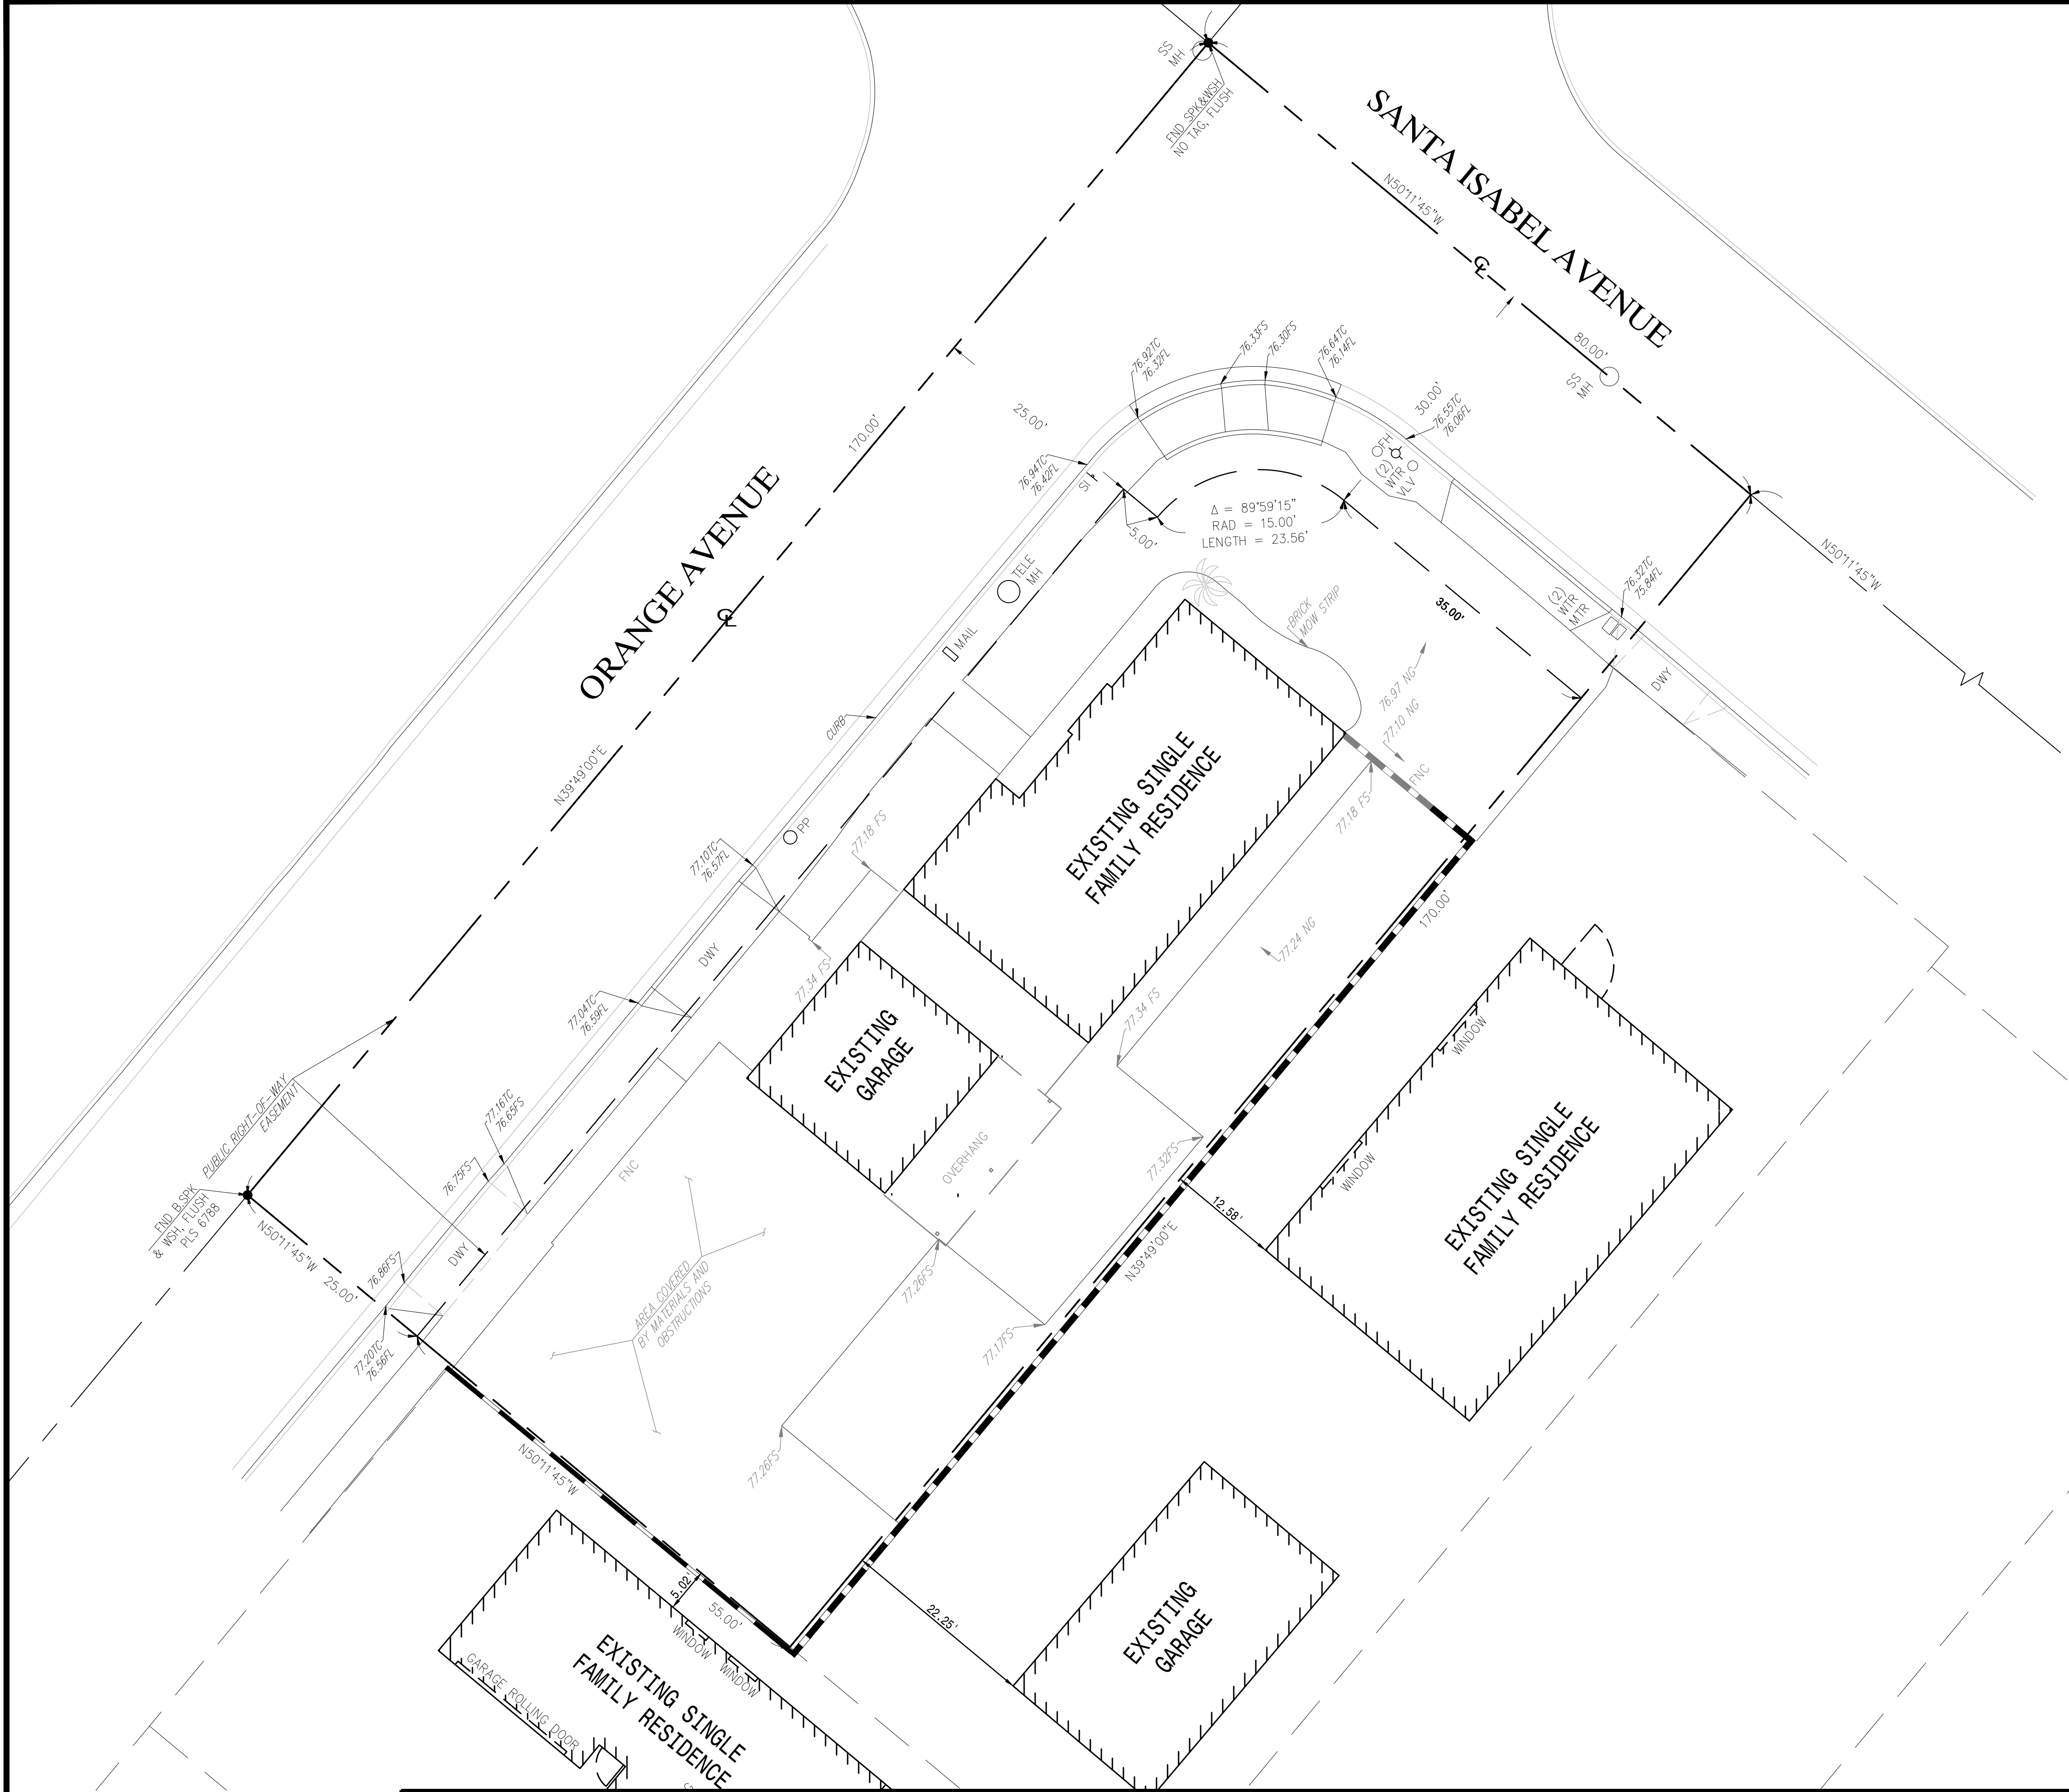 SS
MH
FND SPK&WSH
NO TAG, FLUSH
SANTA ISABEL AVENUE
N50°11'45"W
℄
80.00'
SS
MH
N50°11'45"W
ORANGE AVENUE
170.00'
℄
N39°49'00"E
25.00'
76.92TC
76.32FL
76.33FS
76.30FS
76.64TC
76.14FL
30.00'
76.55TC
76.06FL
FH
(2)
WTR
VLV
76.94TC
76.42FL
SI
5.00'
Δ = 89°59'15"
RAD = 15.00'
LENGTH = 23.56'
TELE
MH
MAIL
CURB
BRICK
MOW STRIP
35.00'
(2)
WTR
MTR
76.32TC
75.84FL
DWY
76.97 NG
77.10 NG
FNC
77.18 FS
EXISTING SINGLE
FAMILY RESIDENCE
PP
77.18 FS
77.10TC
76.57FL
DWY
77.34 FS
77.04TC
76.59FL
EXISTING
GARAGE
77.34 FS
77.24 NG
170.00'
WINDOW
WINDOW
EXISTING SINGLE
FAMILY RESIDENCE
PUBLIC RIGHT-OF-WAY
EASEMENT
77.16TC
76.65FS
76.75FS
FNC
OVERHANG
77.32FS
12.58'
N39°49'00"E
FND B.SPK
& WSH, FLUSH
PLS 6788
N50°11'45"W
25.00'
76.86FS
DWY
77.20TC
76.56FL
AREA COVERED
BY MATERIALS AND
OBSTRUCTIONS
77.26FS
77.17FS
77.26FS
N50°11'45"W
5.02'
55.00'
WINDOW
WINDOW
22.25'
EXISTING
GARAGE
GARAGE ROLLING DOOR
EXISTING SINGLE
FAMILY RESIDENCE